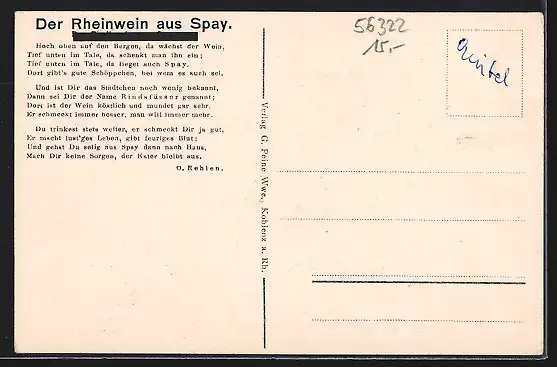 Der Rheinwein aus Spay.
Hoch oben auf den Bergen, da wächst der Wein,
Tief unten im Tale, da schenkt man ihn ein;
Tief unten im Tale, da lieget auch Spay.
Dort gibt's gute Schöppchen, bei wem es auch sei.
Und ist Dir das Städtchen noch wenig bekannt,
Dann sei Dir der Name Rindsfüsser genannt;
Dort ist der Wein köstlich und mundet gar sehr,
Er schmeckt immer besser, man will immer mehr.
Du trinkest stets weiter, er schmeckt Dir ja gut,
Er macht lust'ges Leben, gibt feuriges Blut;
Und gehst Du selig aus Spay dann nach Haus,
Mach Dir keine Sorgen, der Kater bleibt aus.
O. Rehlen.
Verlag G. Peine Wwe., Koblenz a. Rh.
56322
15,-